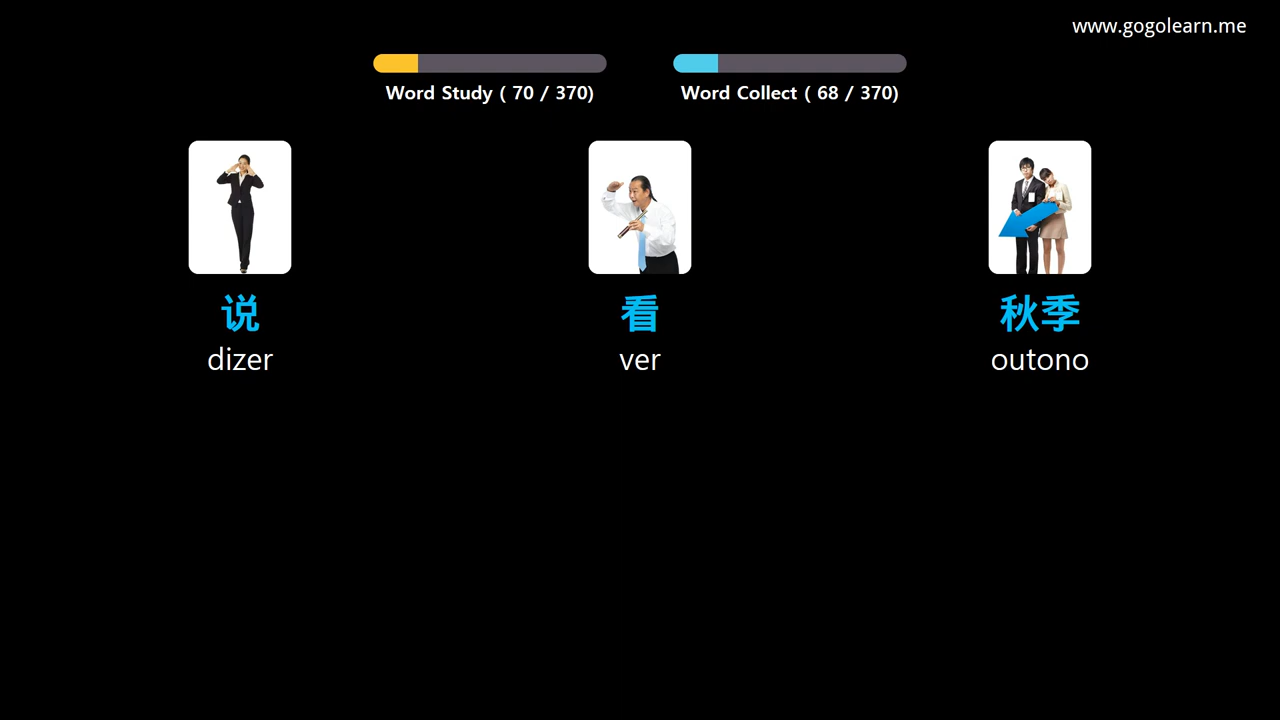 www.gogolearn.me
Word Study ( 70 / 370)
Word Collect ( 68 / 370)
说
看
秋季
dizer
ver
outono